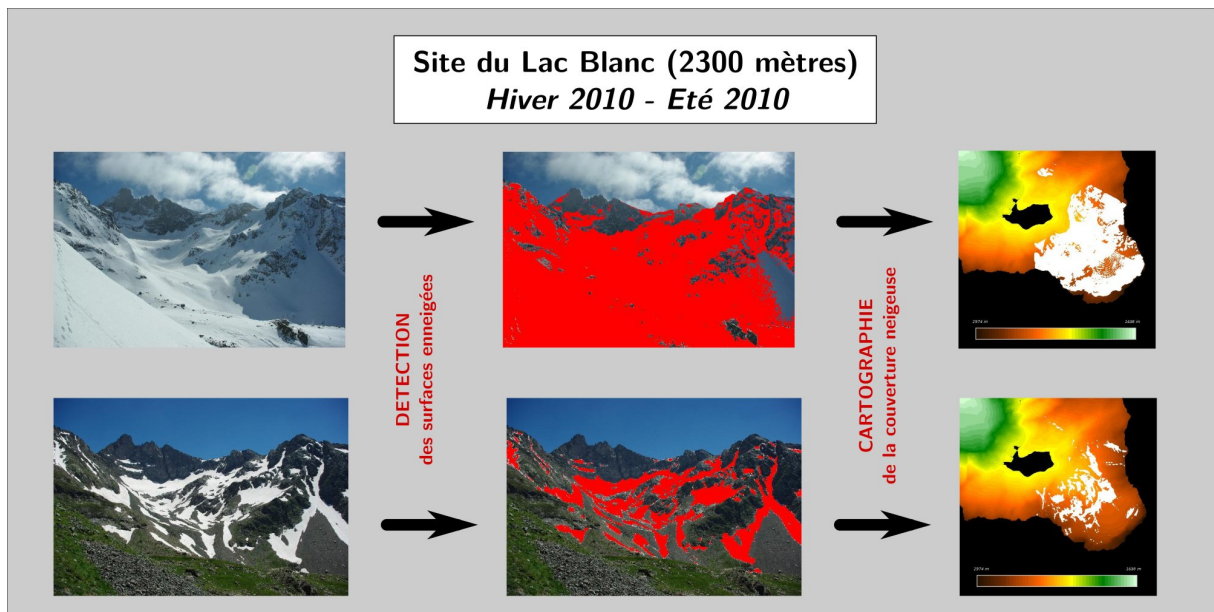 Site du Lac Blanc (2300 mètres)
Hiver 2010 - Eté 2010
DETECTION
des surfaces enneigées
CARTOGRAPHIE
de la couverture neigeuse